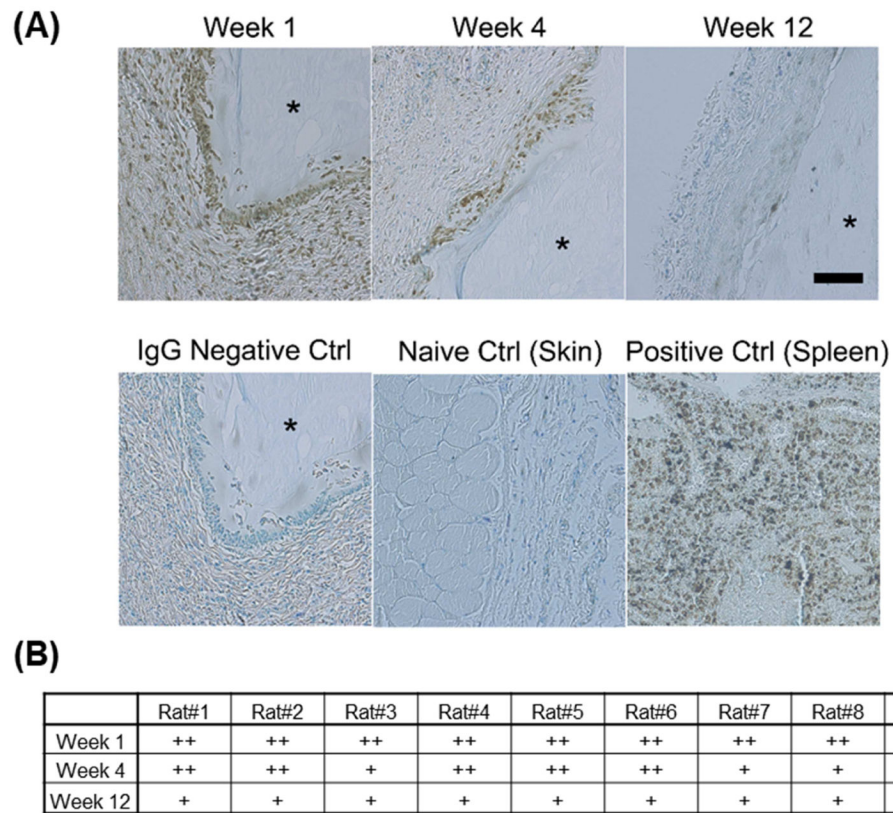 (A)
Week 1 Week 4 Week 12
* * *
IgG Negative Ctrl Naive Ctrl (Skin) Positive Ctrl (Spleen)
*
(B)
Rat#1 Rat#2 Rat#3 Rat#4 Rat#5 Rat#6 Rat#7 Rat#8
Week 1 ++ ++ ++ ++ ++ ++ ++ ++
Week 4 ++ ++ + ++ ++ ++ + +
Week 12 + + + + + + + +